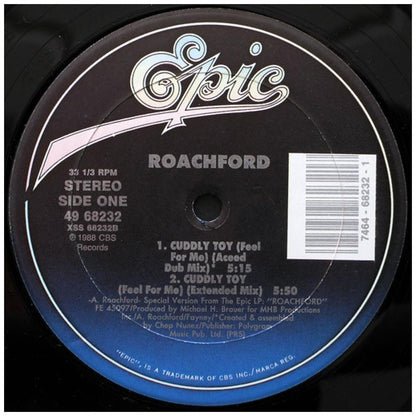 Epic
ROACHFORD
33 1/3 RPM
STEREO
SIDE ONE
49 68232
XSS 68232B
℗ 1988 CBS
Records
7464-68232-1
1. CUDDLY TOY (Feel
For Me) (Aceed
Dub Mix)* 5:15
2. CUDDLY TOY
(Feel For Me) (Extended Mix) 5:50
-A. Roachford- Special Version From The Epic LP: "ROACHFORD"
FE 45097/Produced by Michael H. Brauer for MHB Productions
Inc./A. Roachford/Fayney/*Created & assembled
by Chep Nunez/Publisher: Polygram
Music Pub. Ltd. (PRS)
"EPIC", IS A TRADEMARK OF CBS INC./MARCA REG.